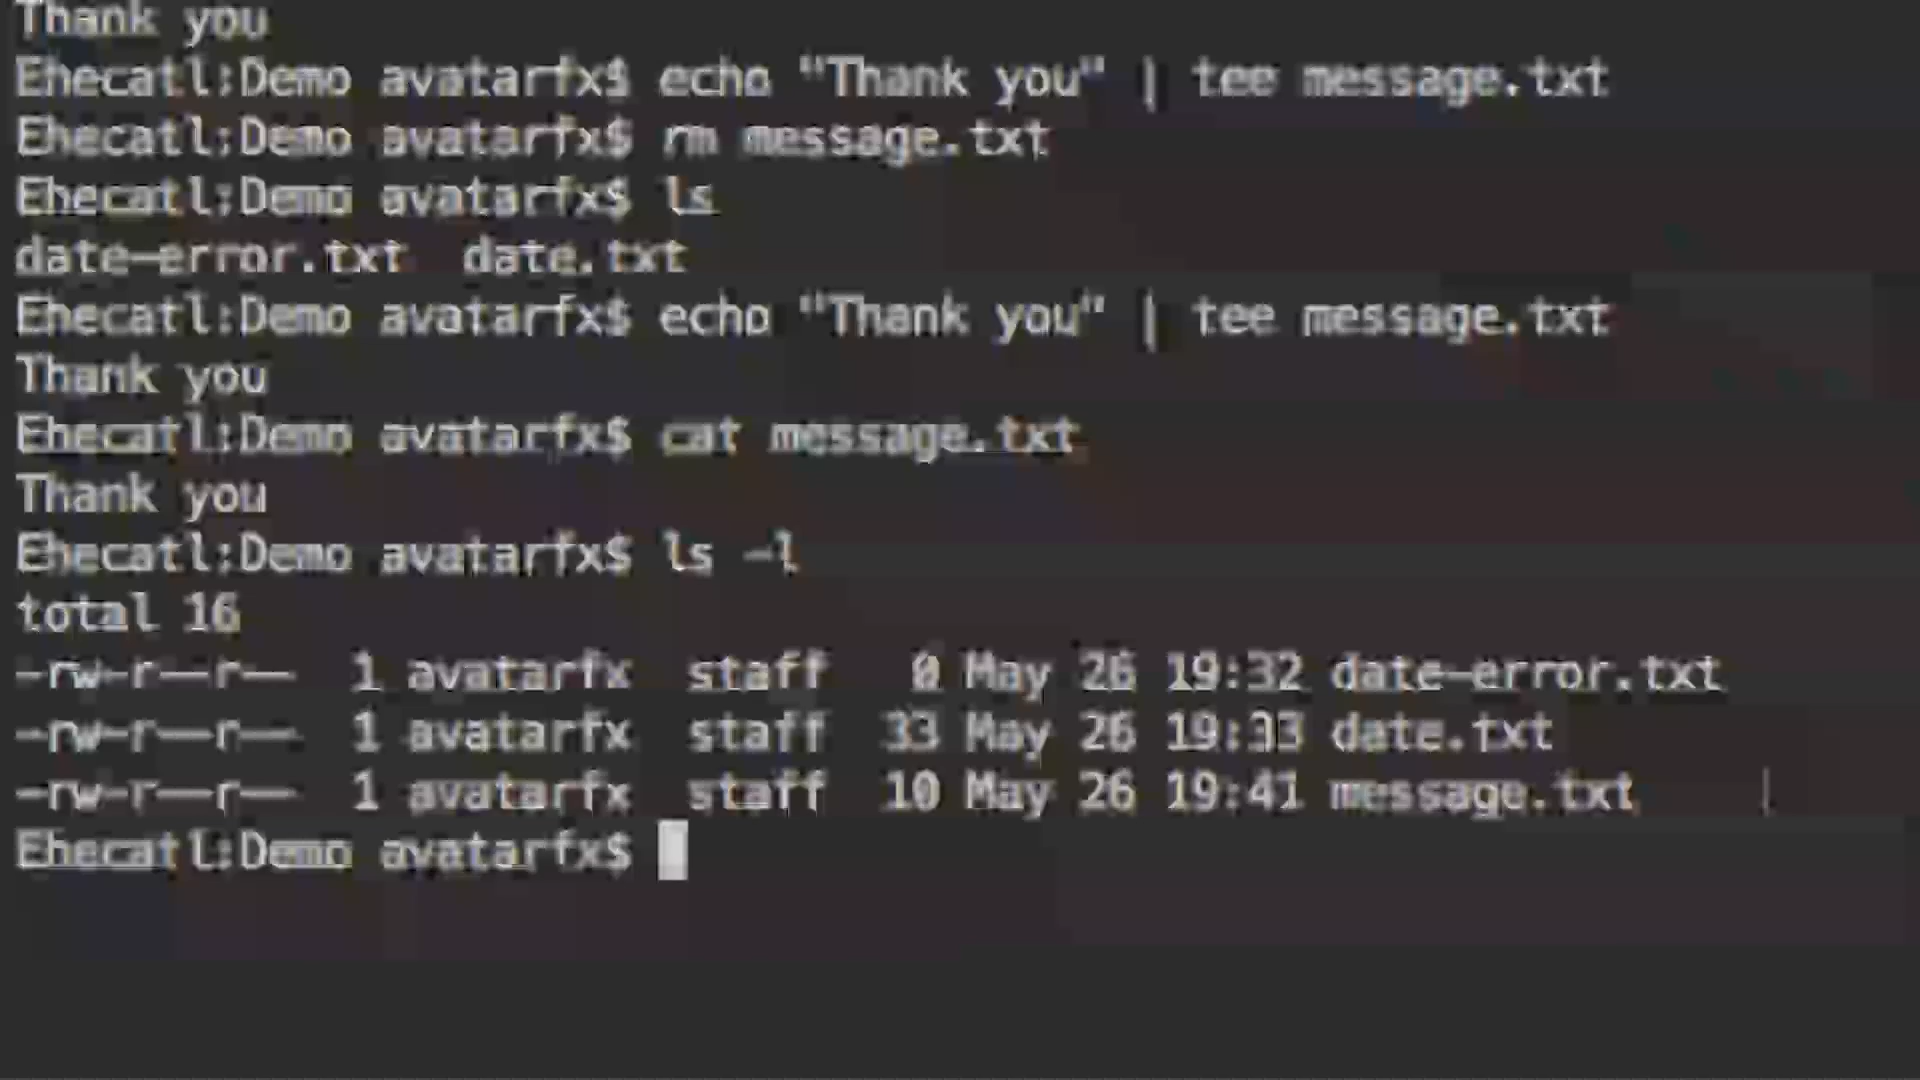 Thank you
Ehecatl:Demo avatarfx$ echo "Thank you" | tee message.txt
Ehecatl:Demo avatarfx$ rm message.txt
Ehecatl:Demo avatarfx$ ls
date-error.txt  date.txt
Ehecatl:Demo avatarfx$ echo "Thank you" | tee message.txt
Thank you
Ehecatl:Demo avatarfx$ cat message.txt
Thank you
Ehecatl:Demo avatarfx$ ls -l
total 16
-rw-r--r--  1 avatarfx  staff   0 May 26 19:32 date-error.txt
-rw-r--r--  1 avatarfx  staff  33 May 26 19:33 date.txt
-rw-r--r--  1 avatarfx  staff  10 May 26 19:41 message.txt
Ehecatl:Demo avatarfx$